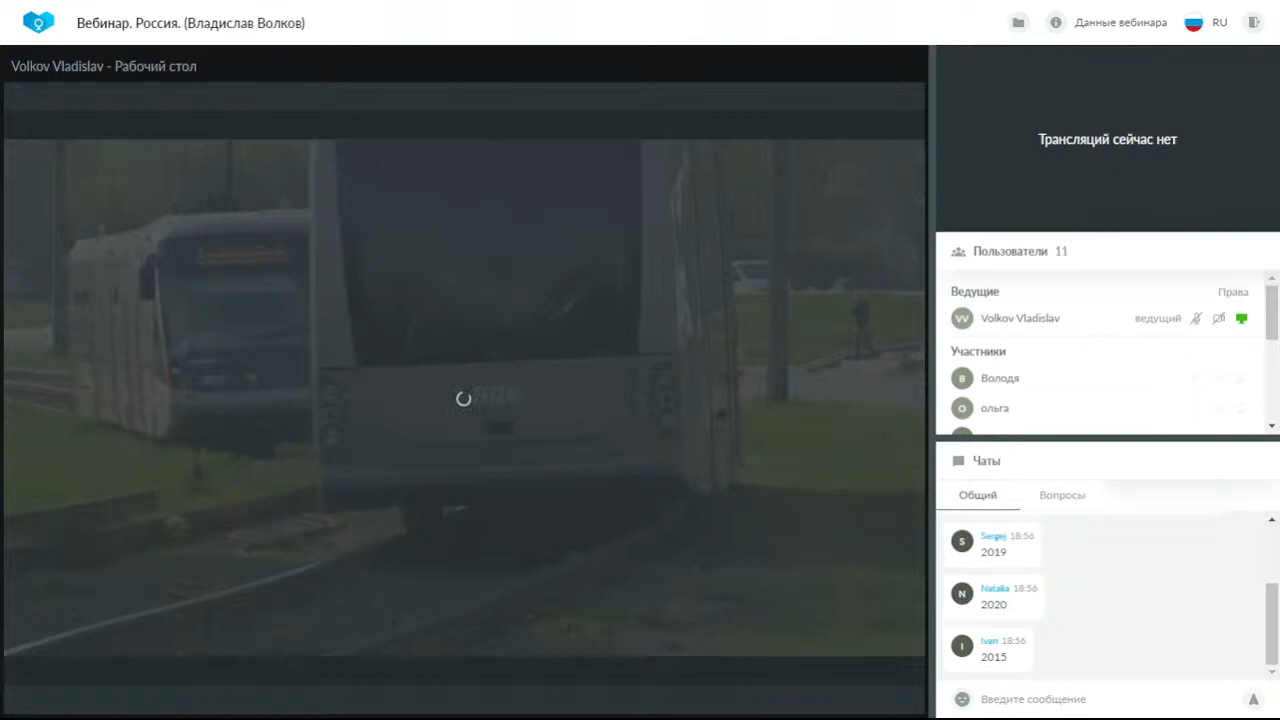 Вебинар. Россия. (Владислав Волков)
Данные вебинара
RU
Volkov Vladislav - Рабочий стол
Трансляций сейчас нет
Пользователи 11
Ведущие Права
VV Volkov Vladislav ведущий
Участники
В Володя
О ольга
Чаты
Общий Вопросы
S Sergej 18:56
2019
N Natalia 18:56
2020
I Ivan 18:56
2015
Введите сообщение